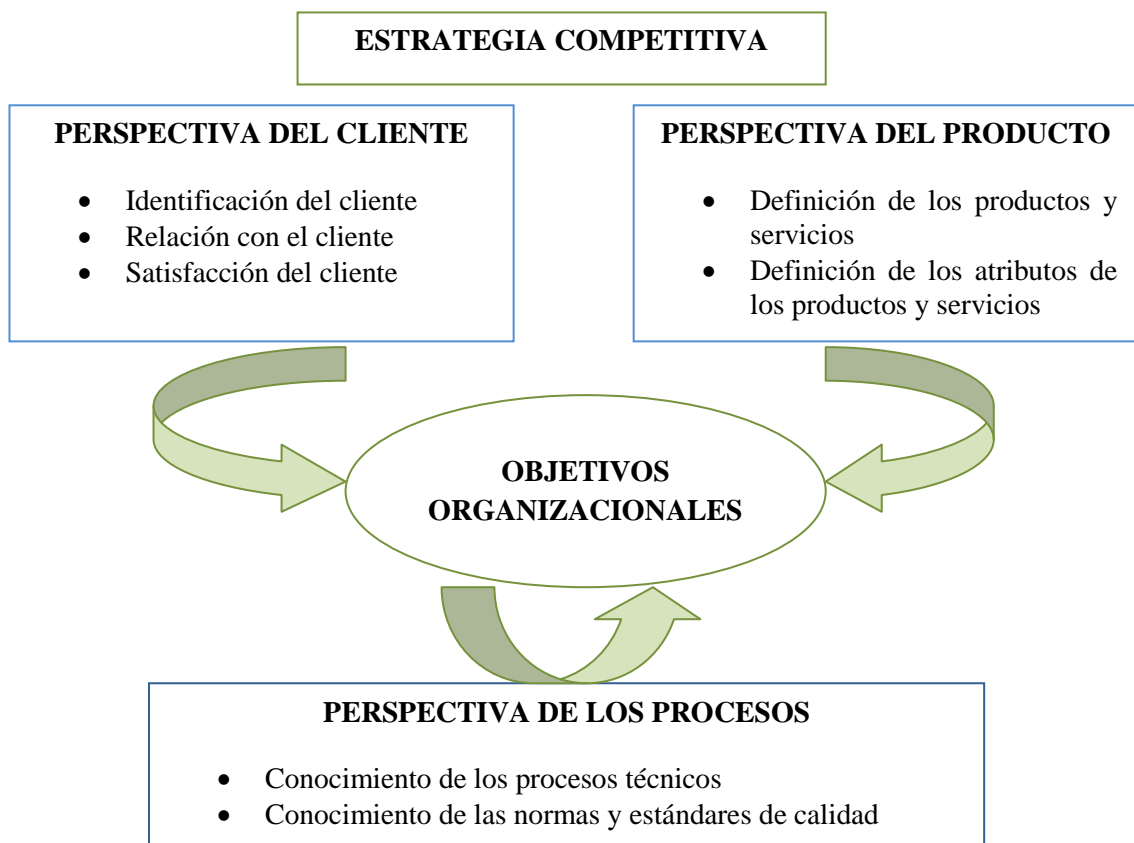 ESTRATEGIA COMPETITIVA
PERSPECTIVA DEL CLIENTE
• Identificación del cliente
• Relación con el cliente
• Satisfacción del cliente
PERSPECTIVA DEL PRODUCTO
• Definición de los productos y
servicios
• Definición de los atributos de
los productos y servicios
OBJETIVOS
ORGANIZACIONALES
PERSPECTIVA DE LOS PROCESOS
• Conocimiento de los procesos técnicos
• Conocimiento de las normas y estándares de calidad